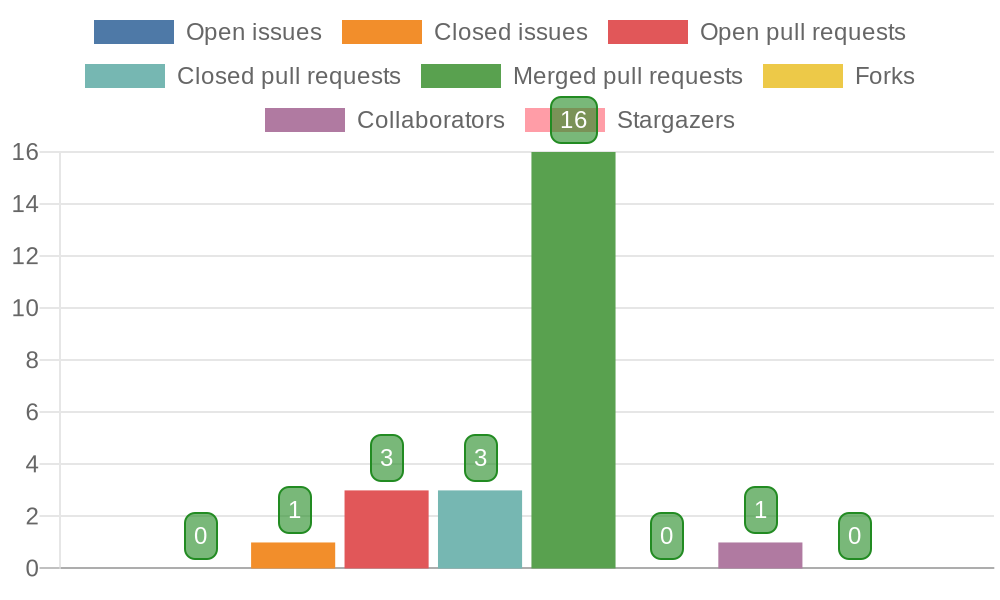 Open issues Closed issues Open pull requests
Closed pull requests Merged pull requests Forks
Collaborators 16 Stargazers
16
14
12
10
8
6
4
3 3
2
1 1
0 0 0
0